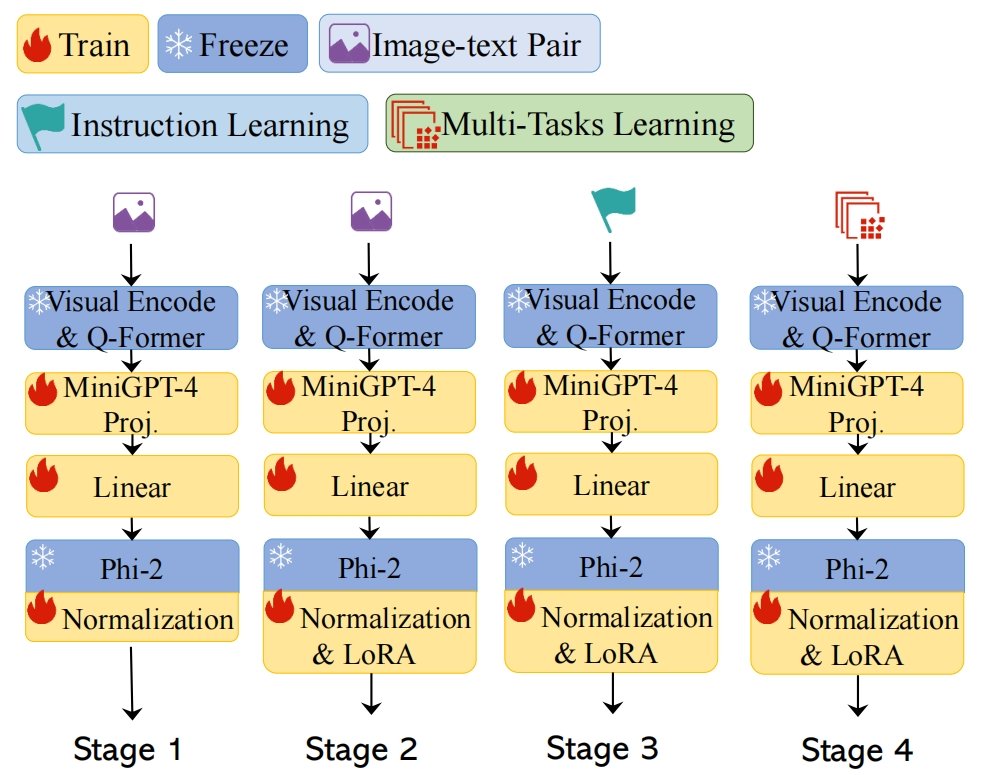 Train
Freeze
Image-text Pair
Instruction Learning
Multi-Tasks Learning
Visual Encode
& Q-Former
MiniGPT-4
Proj.
Linear
Phi-2
Normalization
Stage 1
Visual Encode
& Q-Former
MiniGPT-4
Proj.
Linear
Phi-2
Normalization
& LoRA
Stage 2
Visual Encode
& Q-Former
MiniGPT-4
Proj.
Linear
Phi-2
Normalization
& LoRA
Stage 3
Visual Encode
& Q-Former
MiniGPT-4
Proj.
Linear
Phi-2
Normalization
& LoRA
Stage 4